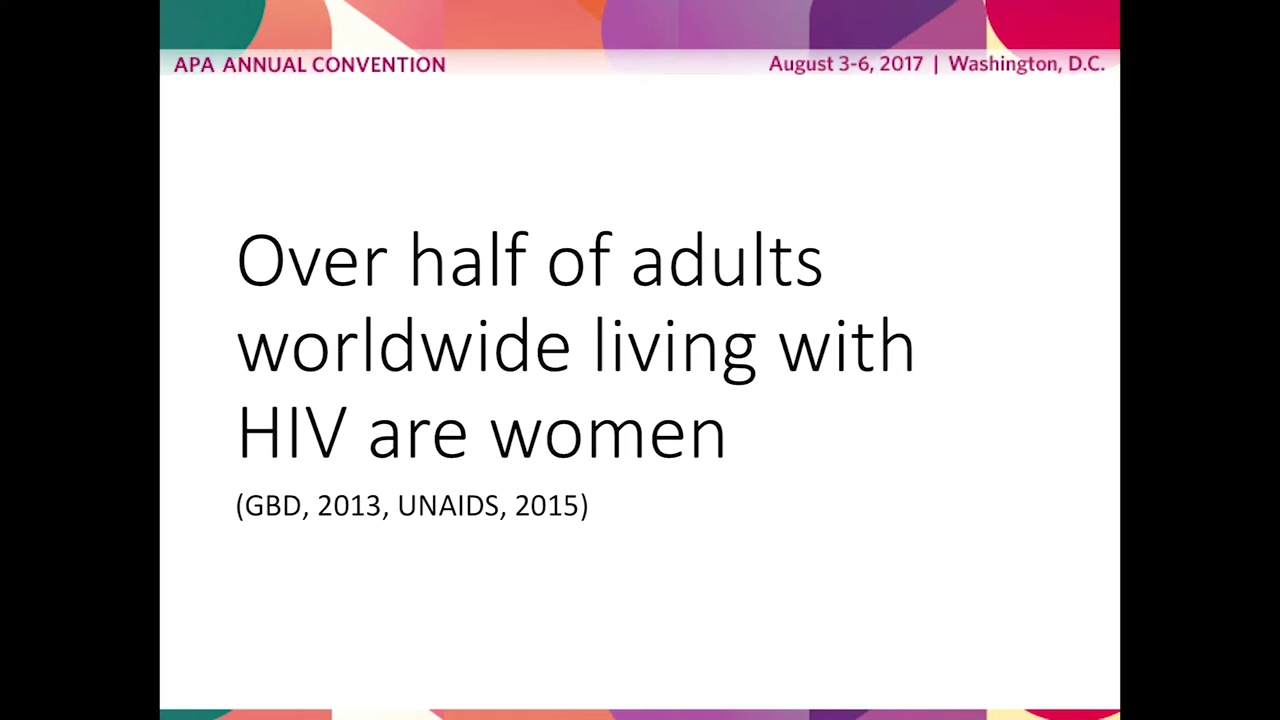 APA ANNUAL CONVENTION
August 3-6, 2017 | Washington, D.C.
Over half of adults
worldwide living with
HIV are women
(GBD, 2013, UNAIDS, 2015)